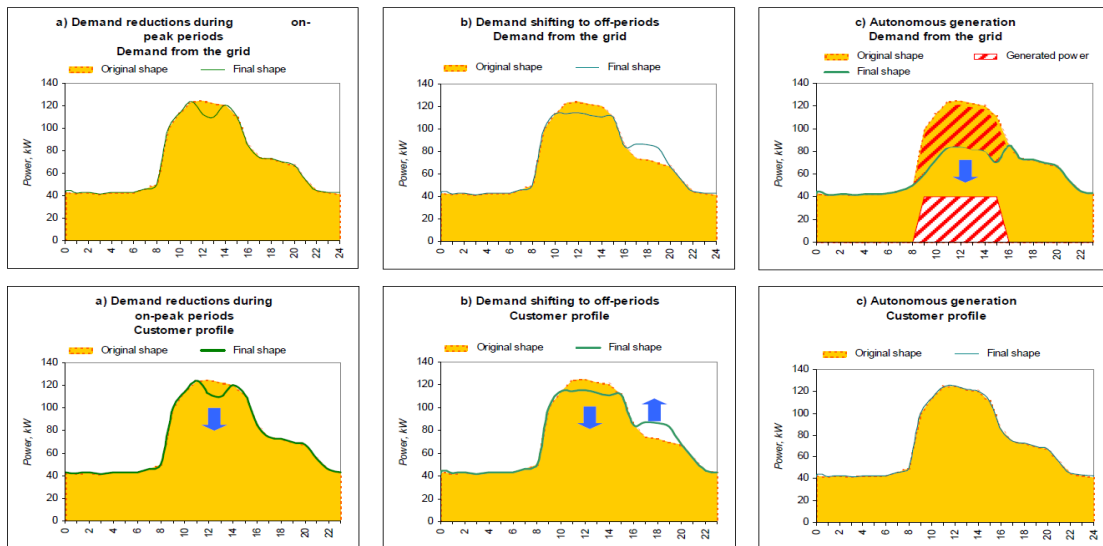 a) Demand reductions during on-
peak periods
Demand from the grid
Original shape Final shape
Power, kW
140
120
100
80
60
40
20
0
0 2 4 6 8 10 12 14 16 18 20 22 24
b) Demand shifting to off-periods
Demand from the grid
Original shape Final shape
Power, kW
140
120
100
80
60
40
20
0
0 2 4 6 8 10 12 14 16 18 20 22 24
c) Autonomous generation
Demand from the grid
Original shape Generated power
Final shape
Power, kW
140
120
100
80
60
40
20
0
0 2 4 6 8 10 12 14 16 18 20 22
a) Demand reductions during
on-peak periods
Customer profile
Original shape Final shape
Power, kW
140
120
100
80
60
40
20
0
0 2 4 6 8 10 12 14 16 18 20 22
b) Demand shifting to off-periods
Customer profile
Original shape Final shape
Power, kW
140
120
100
80
60
40
20
0
0 2 4 6 8 10 12 14 16 18 20 22
c) Autonomous generation
Customer profile
Original shape Final shape
Power, kW
140
120
100
80
60
40
20
0
0 2 4 6 8 10 12 14 16 18 20 22 24